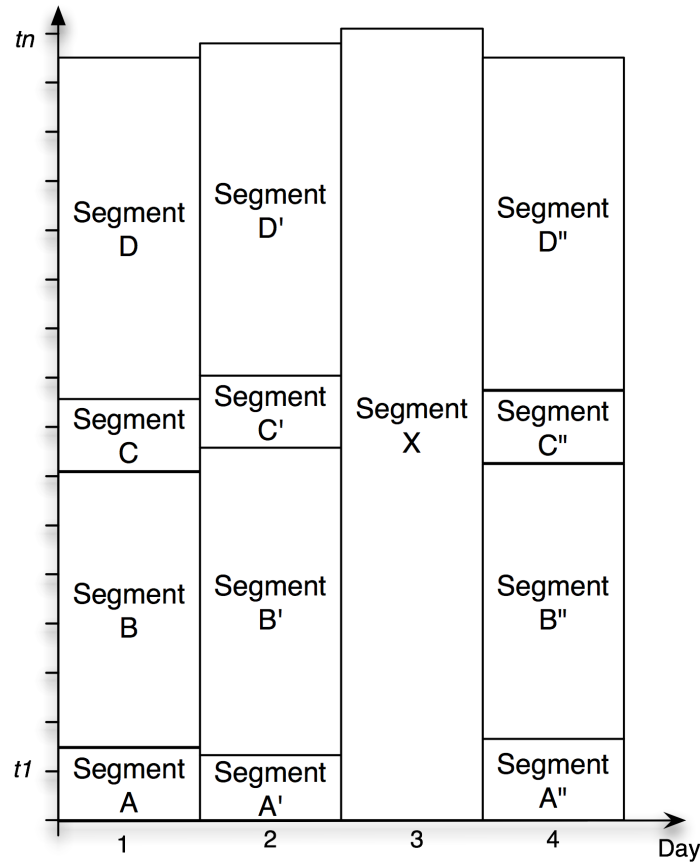 tn
Segment
D
Segment
C
Segment
B
t1
Segment
A
Segment
D'
Segment
C'
Segment
B'
Segment
A'
Segment
X
Segment
D"
Segment
C"
Segment
B"
Segment
A"
1
2
3
4
Day